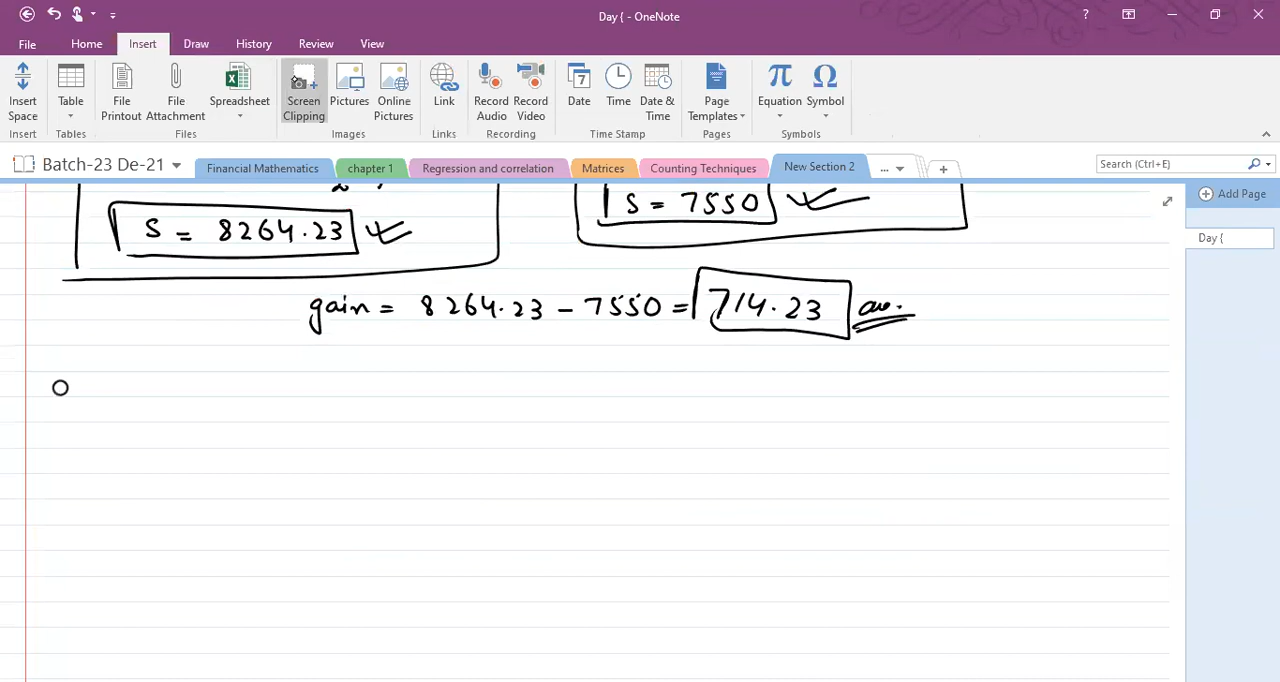 Day { - OneNote
?
File Home Insert Draw History Review View
Insert Space Table File Printout File Attachment Spreadsheet Screen Clipping Pictures Online Pictures Link Record Audio Record Video Date Time Date & Time Page Templates Equation Symbol
Insert Tables Files Images Links Recording Time Stamp Pages Symbols
Batch-23 De-21 Financial Mathematics chapter 1 Regression and correlation Matrices Counting Techniques New Section 2 ... + Search (Ctrl+E)
Add Page
S = 7550
S = 8264.23
Day {
gain = 8264.23 - 7550 = 714.23